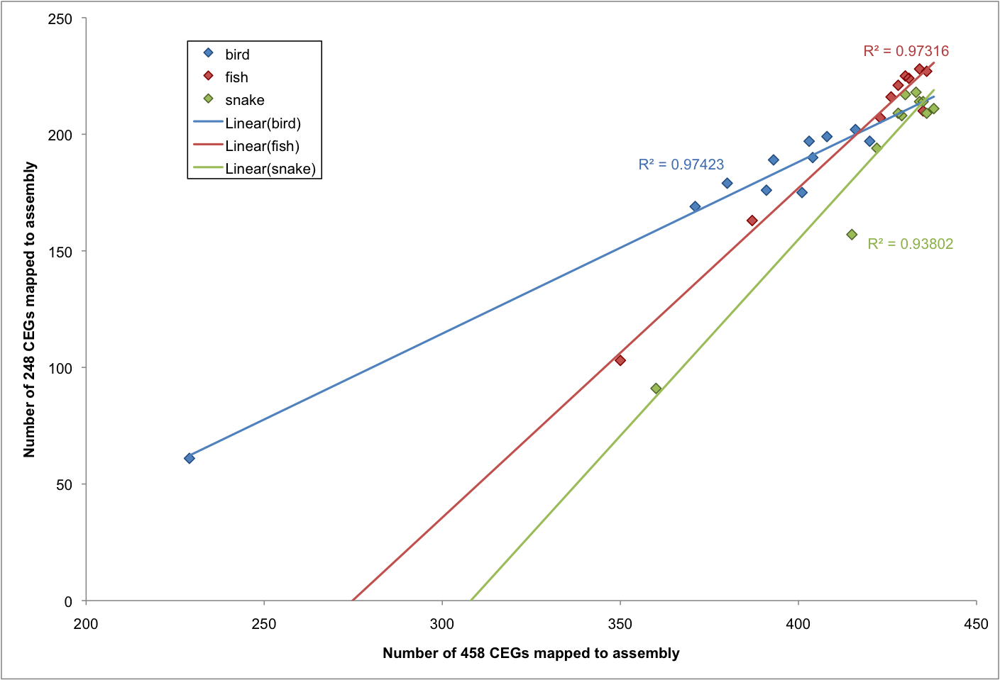 250
200
150
100
50
0
Number of 248 CEGs mapped to assembly
bird
fish
snake
Linear(bird)
Linear(fish)
Linear(snake)
R² = 0.97316
R² = 0.97423
R² = 0.93802
200 250 300 350 400 450
Number of 458 CEGs mapped to assembly